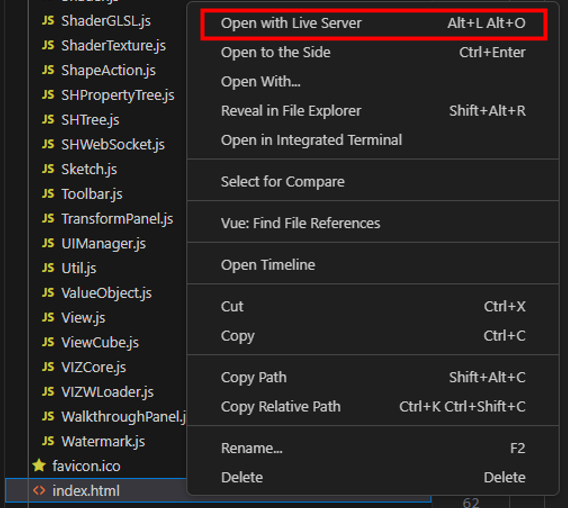 Shader.js
JS ShaderGLSL.js
JS ShaderTexture.js
JS ShapeAction.js
JS SHPropertyTree.js
JS SHTree.js
JS SHWebSocket.js
JS Sketch.js
JS Toolbar.js
JS TransformPanel.js
JS UIManager.js
JS Util.js
JS ValueObject.js
JS View.js
JS ViewCube.js
JS VIZCore.js
JS VIZWLoader.js
JS WalkthroughPanel.j
JS Watermark.js
favicon.ico
<> index.html
Open with Live Server Alt+L Alt+O
Open to the Side Ctrl+Enter
Open With...
Reveal in File Explorer Shift+Alt+R
Open in Integrated Terminal
Select for Compare
Vue: Find File References
Open Timeline
Cut Ctrl+X
Copy Ctrl+C
Copy Path Shift+Alt+C
Copy Relative Path Ctrl+K Ctrl+Shift+C
Rename... F2
Delete Delete
62